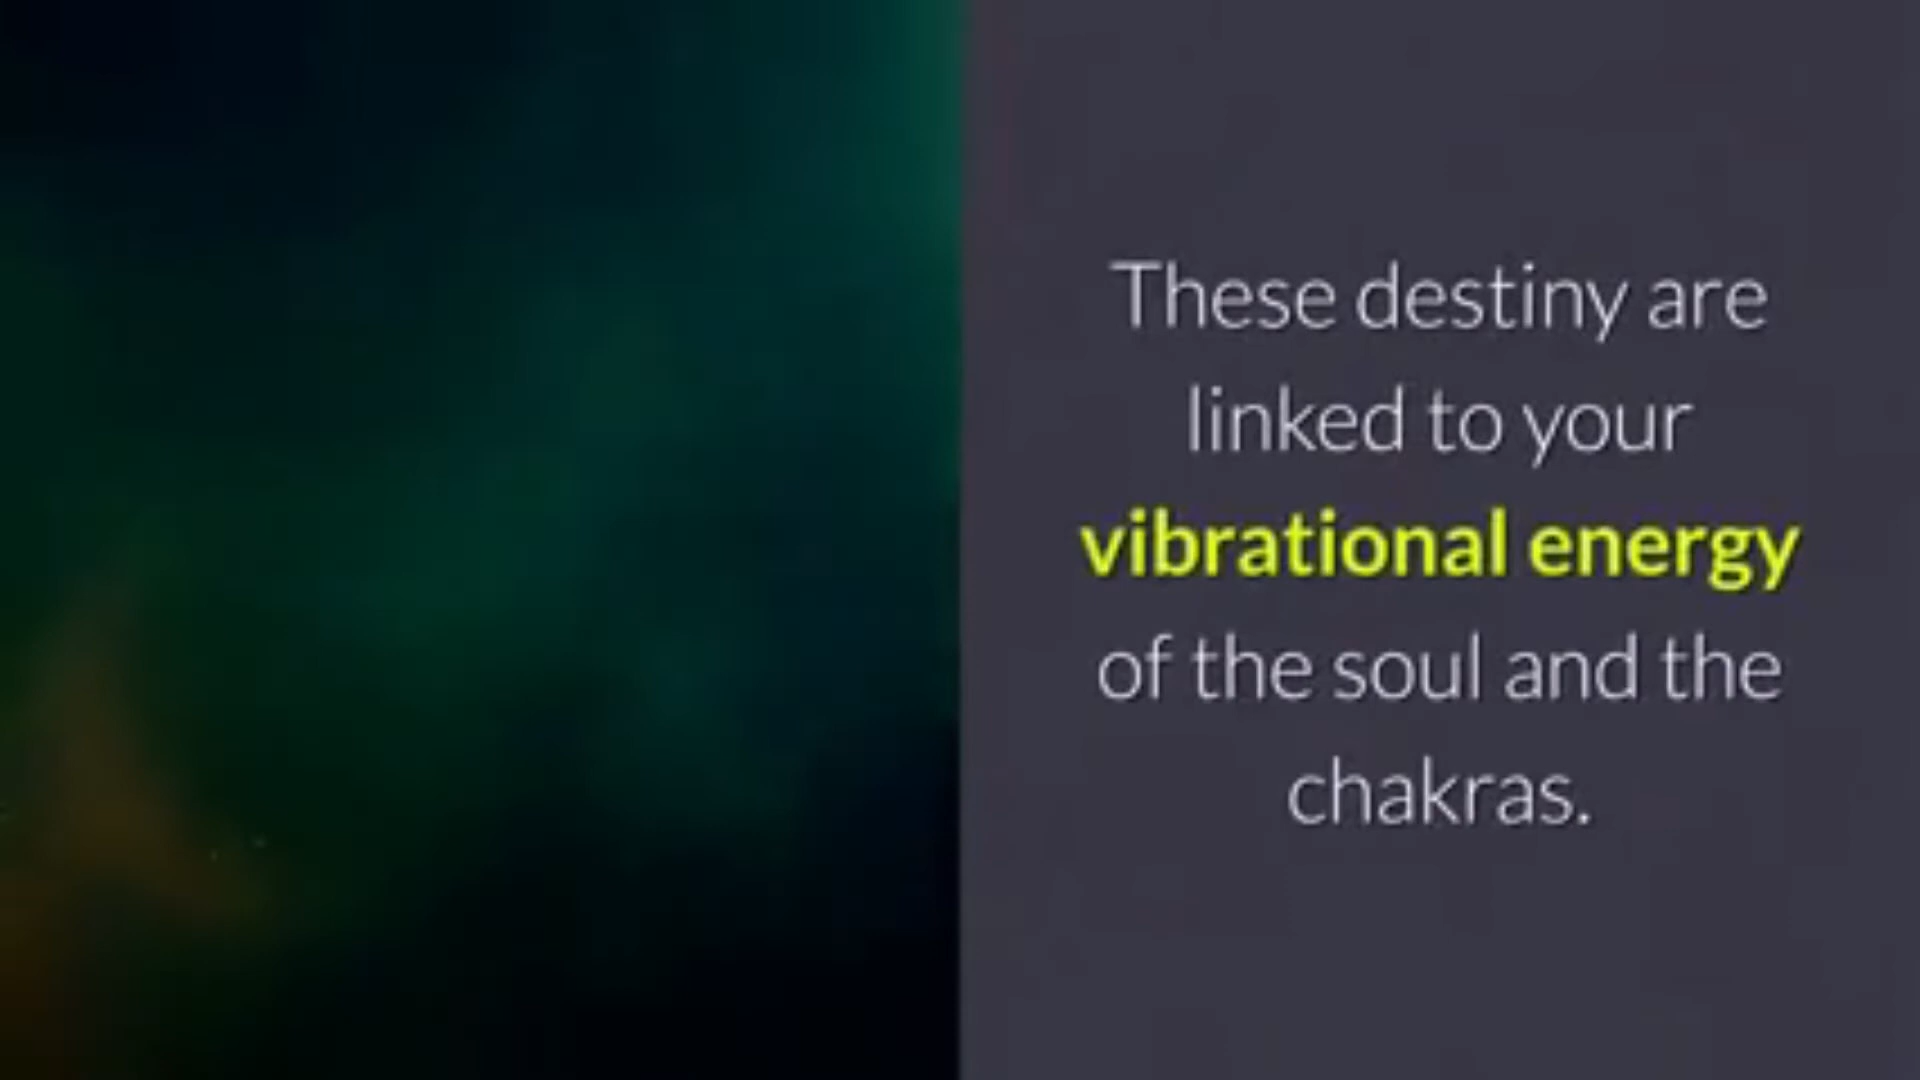 These destiny are
linked to your
vibrational energy
of the soul and the
chakras.